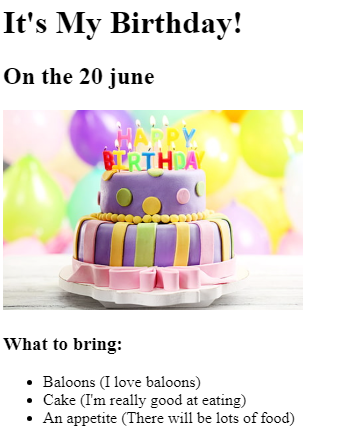 It's My Birthday!
On the 20 june
HAPPY
BIRTHDAY
What to bring:
Baloons (I love baloons)
Cake (I'm really good at eating)
An appetite (There will be lots of food)